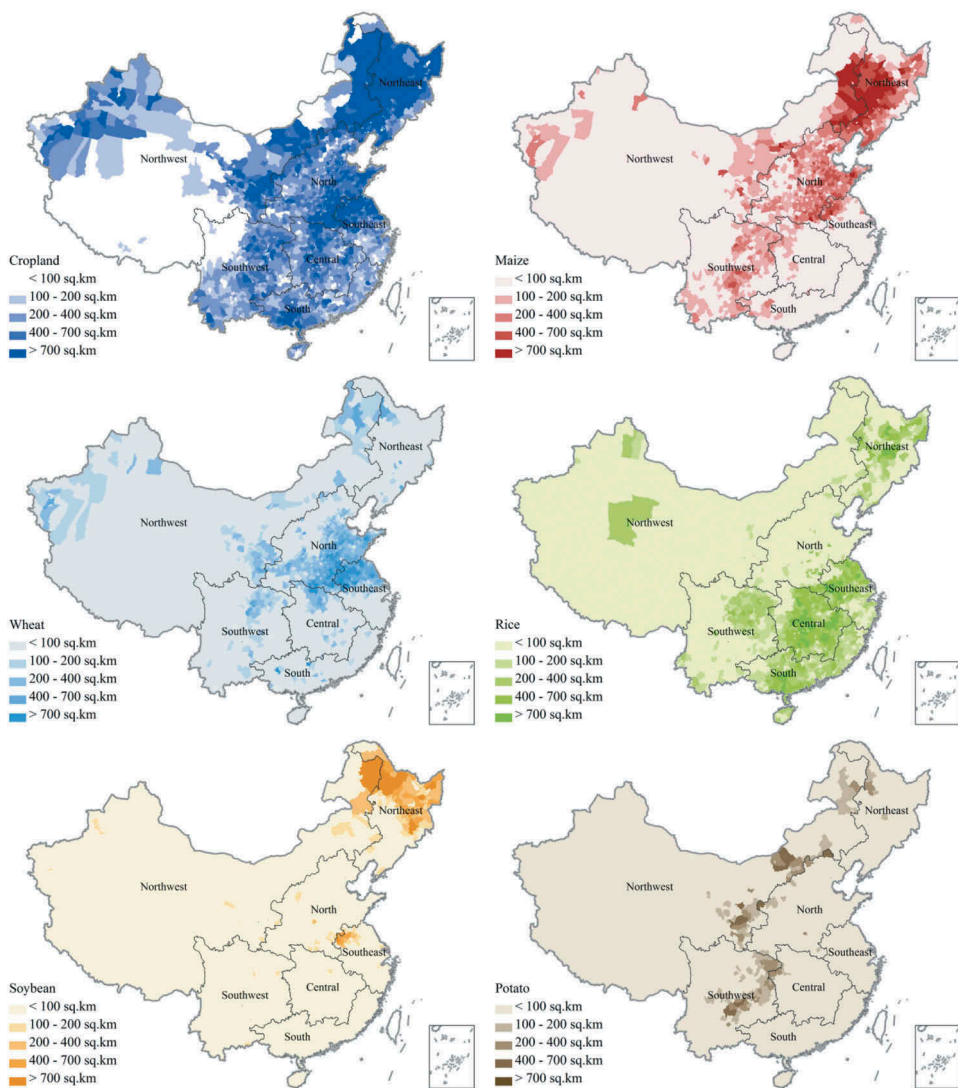 Northeast
Northwest
North
Southeast
Southwest
Central
South
Cropland
< 100 sq.km
100 - 200 sq.km
200 - 400 sq.km
400 - 700 sq.km
> 700 sq.km
Northeast
Northwest
North
Southeast
Southwest
Central
South
Maize
< 100 sq.km
100 - 200 sq.km
200 - 400 sq.km
400 - 700 sq.km
> 700 sq.km
Northeast
Northwest
North
Southeast
Southwest
Central
South
Wheat
< 100 sq.km
100 - 200 sq.km
200 - 400 sq.km
400 - 700 sq.km
> 700 sq.km
Northeast
Northwest
North
Southeast
Southwest
Central
South
Rice
< 100 sq.km
100 - 200 sq.km
200 - 400 sq.km
400 - 700 sq.km
> 700 sq.km
Northeast
Northwest
North
Southeast
Southwest
Central
South
Soybean
< 100 sq.km
100 - 200 sq.km
200 - 400 sq.km
400 - 700 sq.km
> 700 sq.km
Northeast
Northwest
North
Southeast
Southwest
Central
South
Potato
< 100 sq.km
100 - 200 sq.km
200 - 400 sq.km
400 - 700 sq.km
> 700 sq.km